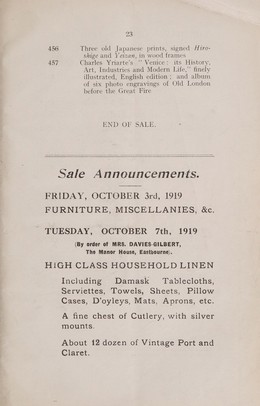 23
456 Three old Japanese prints, signed Hiro-
shige and Yeizan, in wood frames
457 Charles Yriarte's "Venice: its History,
Art, Industries and Modern Life," finely
illustrated, English edition; and album
of six photo engravings of Old London
before the Great Fire
END OF SALE.
Sale Announcements.
FRIDAY, OCTOBER 3rd, 1919
FURNITURE, MISCELLANIES, &c.
TUESDAY, OCTOBER 7th, 1919
(By order of MRS. DAVIES-GILBERT,
The Manor House, Eastbourne).
HIGH CLASS HOUSEHOLD LINEN
Including Damask Tablecloths,
Serviettes, Towels, Sheets, Pillow
Cases, D'oyleys, Mats, Aprons, etc.
A fine chest of Cutlery, with silver
mounts.
About 12 dozen of Vintage Port and
Claret.